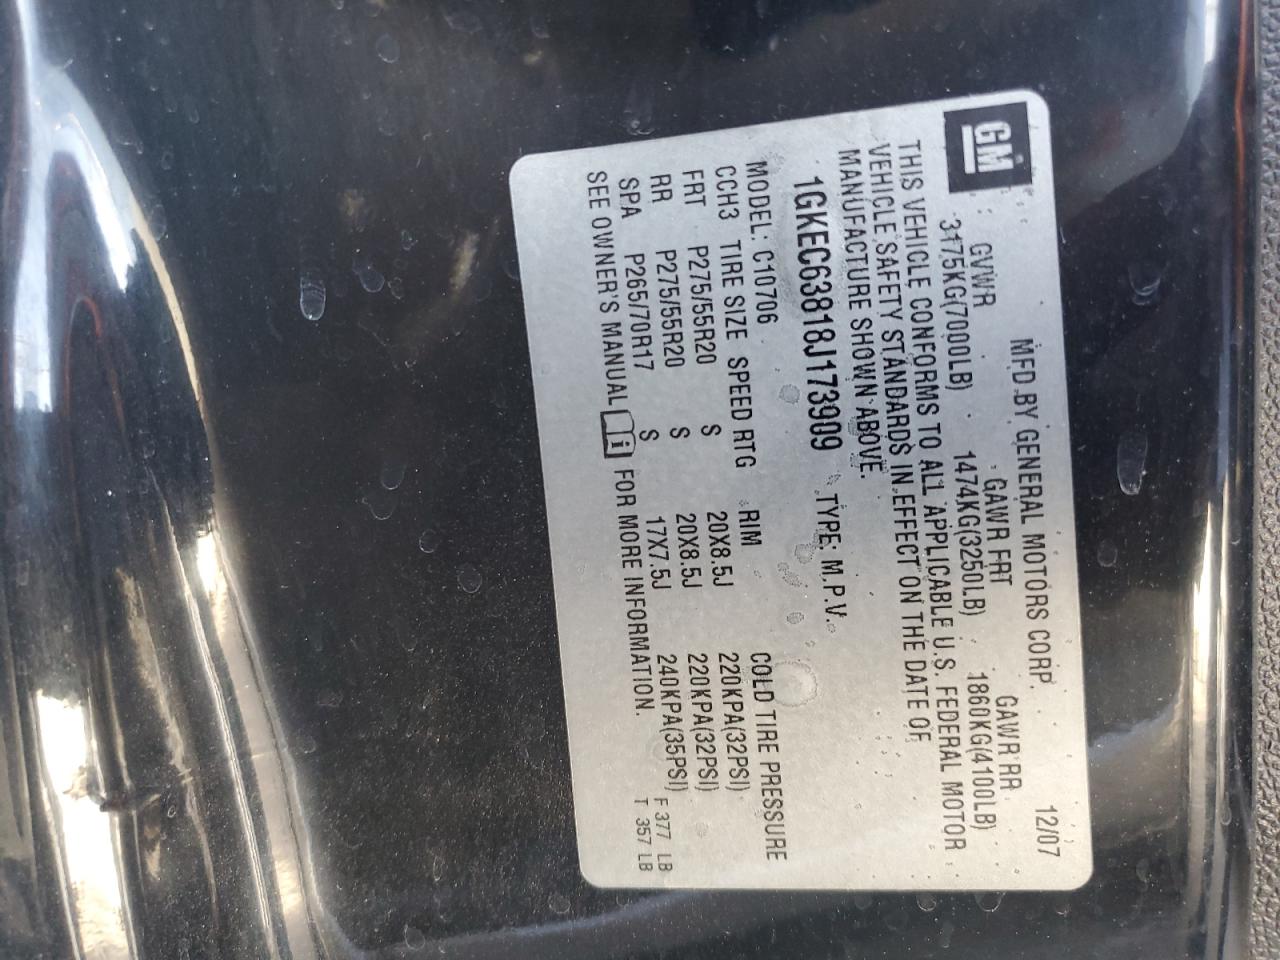 GM
MFD BY GENERAL MOTORS CORP. 12/07
GVWR GAWR FRT GAWR RR
3175KG(7000LB) 1474KG(3250LB) 1860KG(4100LB)
THIS VEHICLE CONFORMS TO ALL APPLICABLE U.S. FEDERAL MOTOR
VEHICLE SAFETY STANDARDS IN EFFECT ON THE DATE OF
MANUFACTURE SHOWN ABOVE.
1GKEC63818J173909 TYPE: M.P.V.
MODEL: C10706
CCH3 TIRE SIZE SPEED RTG RIM COLD TIRE PRESSURE
FRT P275/55R20 S 20X8.5J 220KPA(32PSI)
RR P275/55R20 S 20X8.5J 220KPA(32PSI)
SPA P265/70R17 S 17X7.5J 240KPA(35PSI) F 377 LB
SEE OWNER'S MANUAL i FOR MORE INFORMATION. T 357 LB